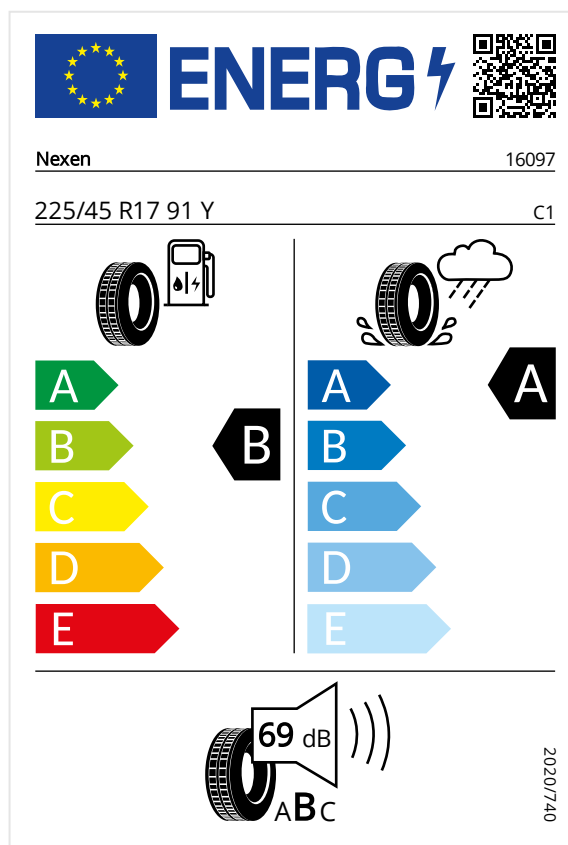 ENERG
Nexen 16097
225/45 R17 91 Y C1
A A A
B B B
C C
D D
E E
69 dB
ABC
2020/740